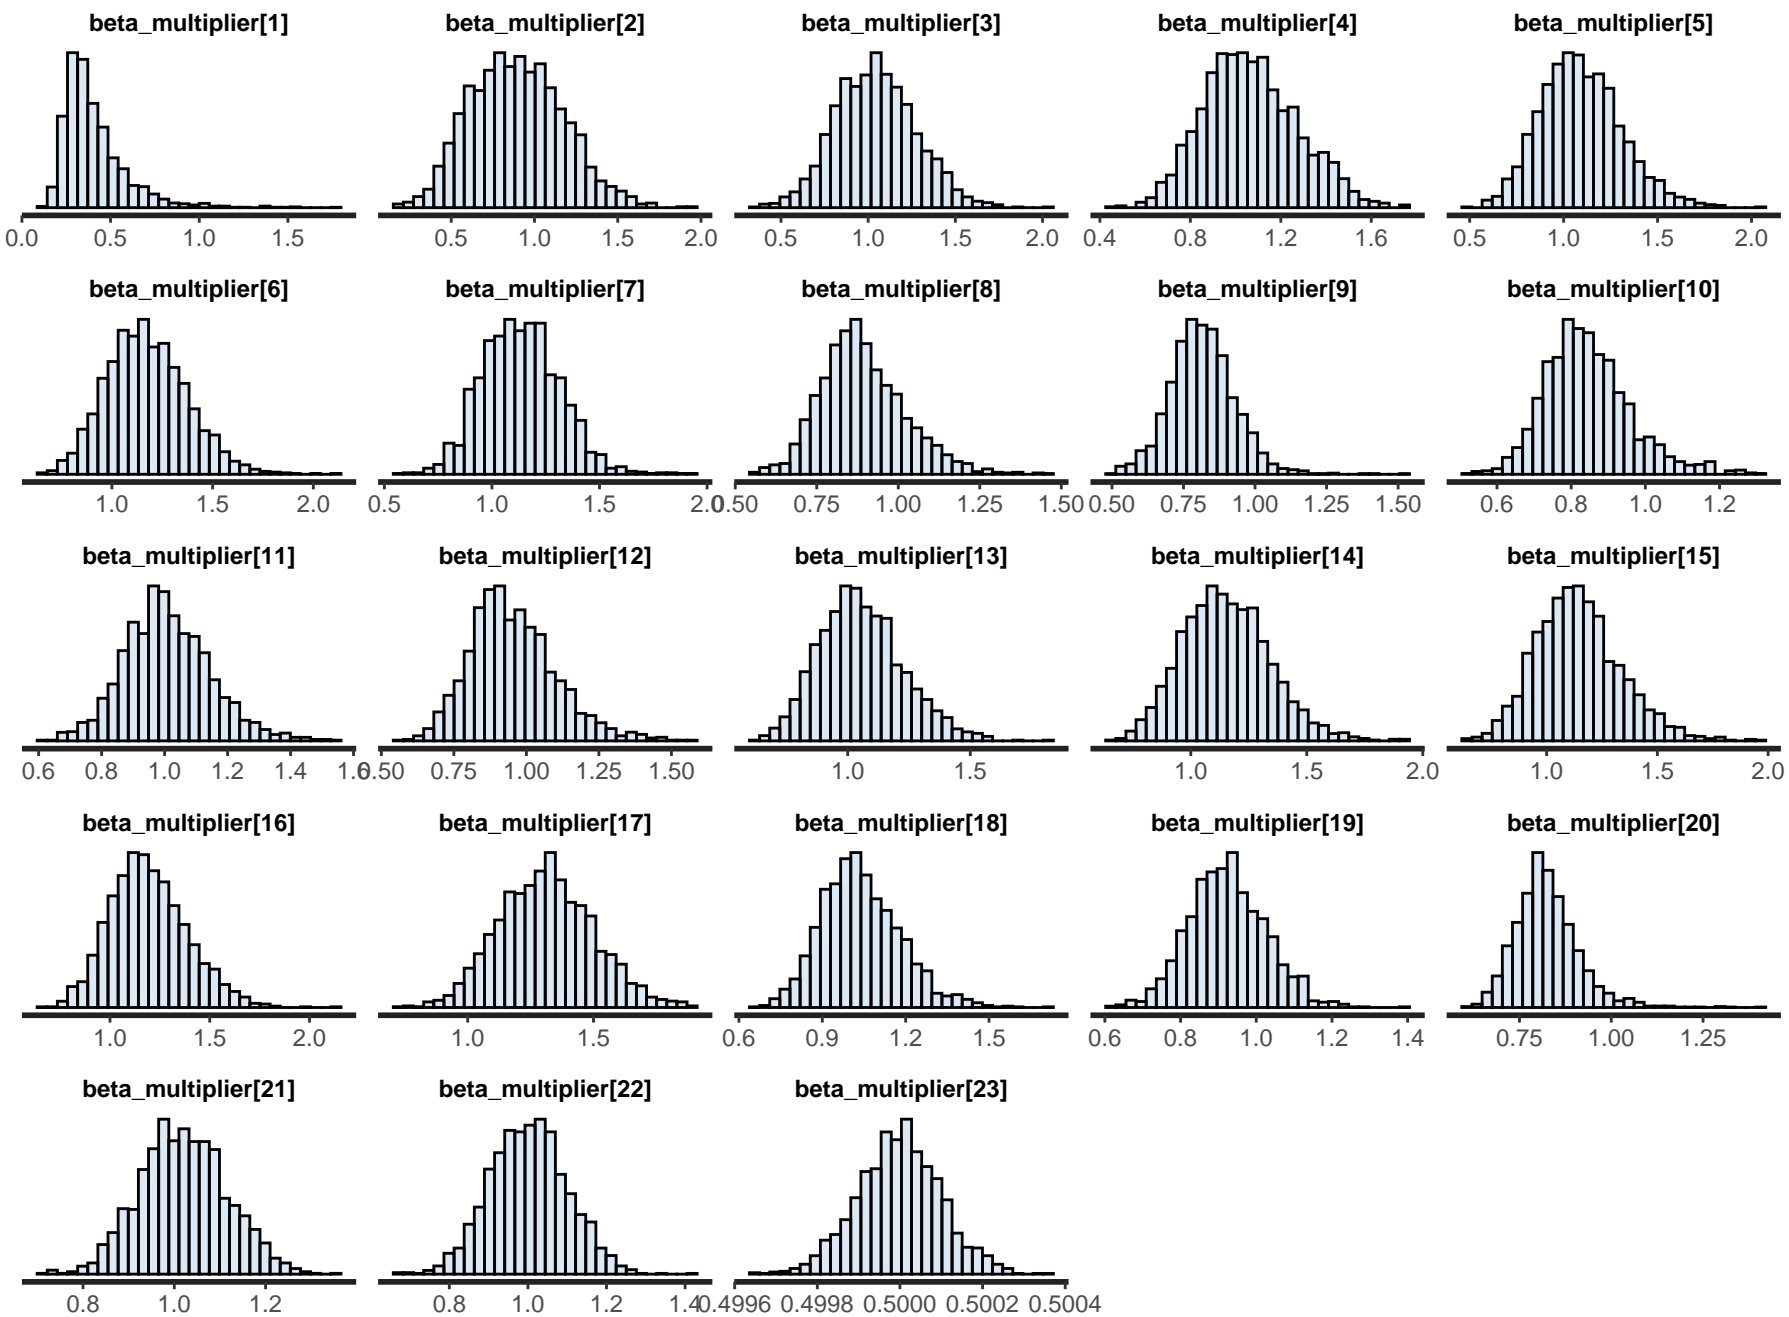 beta_multiplier[1] beta_multiplier[2] beta_multiplier[3] beta_multiplier[4] beta_multiplier[5]
0.0 0.5 1.0 1.5 0.5 1.0 1.5 2.0 0.5 1.0 1.5 2.0 0.4 0.8 1.2 1.6 0.5 1.0 1.5 2.0
beta_multiplier[6] beta_multiplier[7] beta_multiplier[8] beta_multiplier[9] beta_multiplier[10]
1.0 1.5 2.0 0.5 1.0 1.5 2.0 0.50 0.75 1.00 1.25 1.50 0.50 0.75 1.00 1.25 1.50 0.6 0.8 1.0 1.2
beta_multiplier[11] beta_multiplier[12] beta_multiplier[13] beta_multiplier[14] beta_multiplier[15]
0.6 0.8 1.0 1.2 1.4 1.6 0.50 0.75 1.00 1.25 1.50 1.0 1.5 1.0 1.5 2.0 1.0 1.5 2.0
beta_multiplier[16] beta_multiplier[17] beta_multiplier[18] beta_multiplier[19] beta_multiplier[20]
1.0 1.5 2.0 1.0 1.5 0.6 0.9 1.2 1.5 0.6 0.8 1.0 1.2 1.4 0.75 1.00 1.25
beta_multiplier[21] beta_multiplier[22] beta_multiplier[23]
0.8 1.0 1.2 0.8 1.0 1.2 1.4 0.4996 0.4998 0.5000 0.5002 0.5004